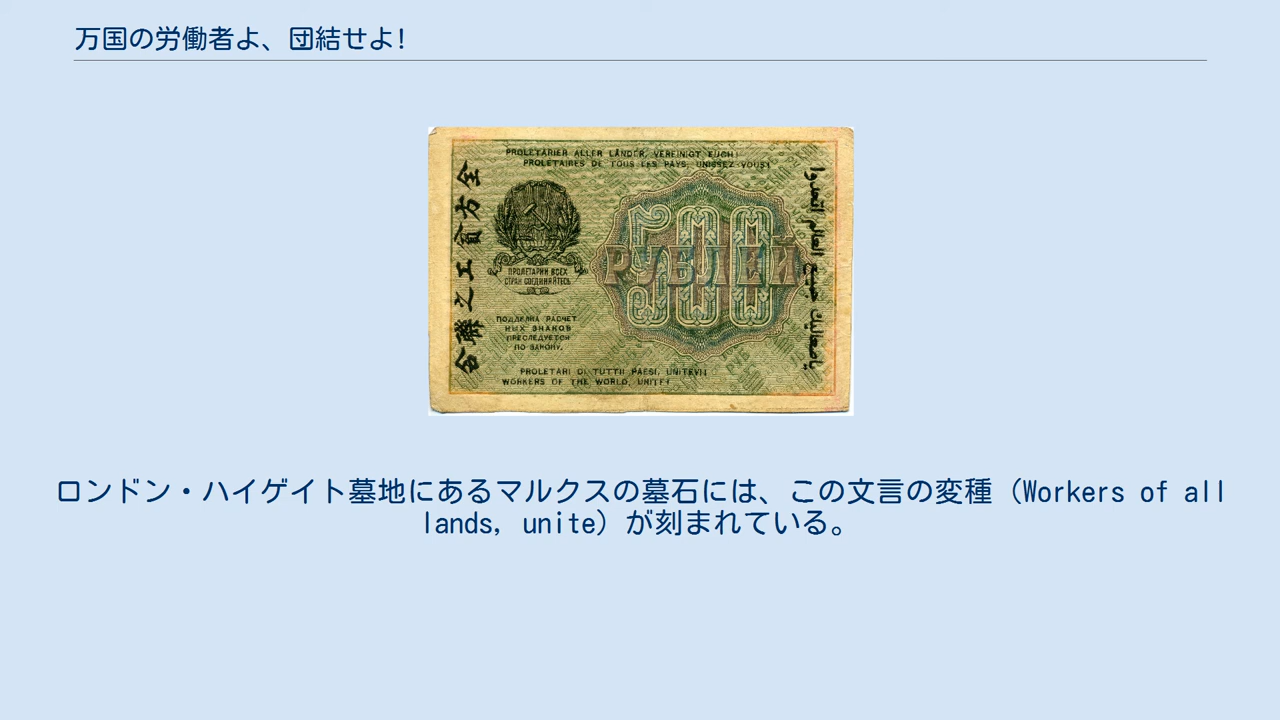 万国の労働者よ、団結せよ!
PROLETARIER ALLER LÄNDER, VEREINIGT EUCH!
PROLETAIRES DE TOUS LES PAYS, UNISSEZ-VOUS!
500
РУБЛЕЙ
ПРОЛЕТАРИИ ВСЕХ
СТРАН СОЕДИНЯЙТЕСЬ
ПОДДЕЛКА РАСЧЕТ
НЫХ ЗНАКОВ
ПРЕСЛЕДУЕТСЯ
ПО ЗАКОНУ.
PROLETARI DI TUTTI I PAESI, UNITEVI!
WORKERS OF THE WORLD, UNITE!
ロンドン・ハイゲイト墓地にあるマルクスの墓石には、この文言の変種(Workers of all
lands, unite)が刻まれている。